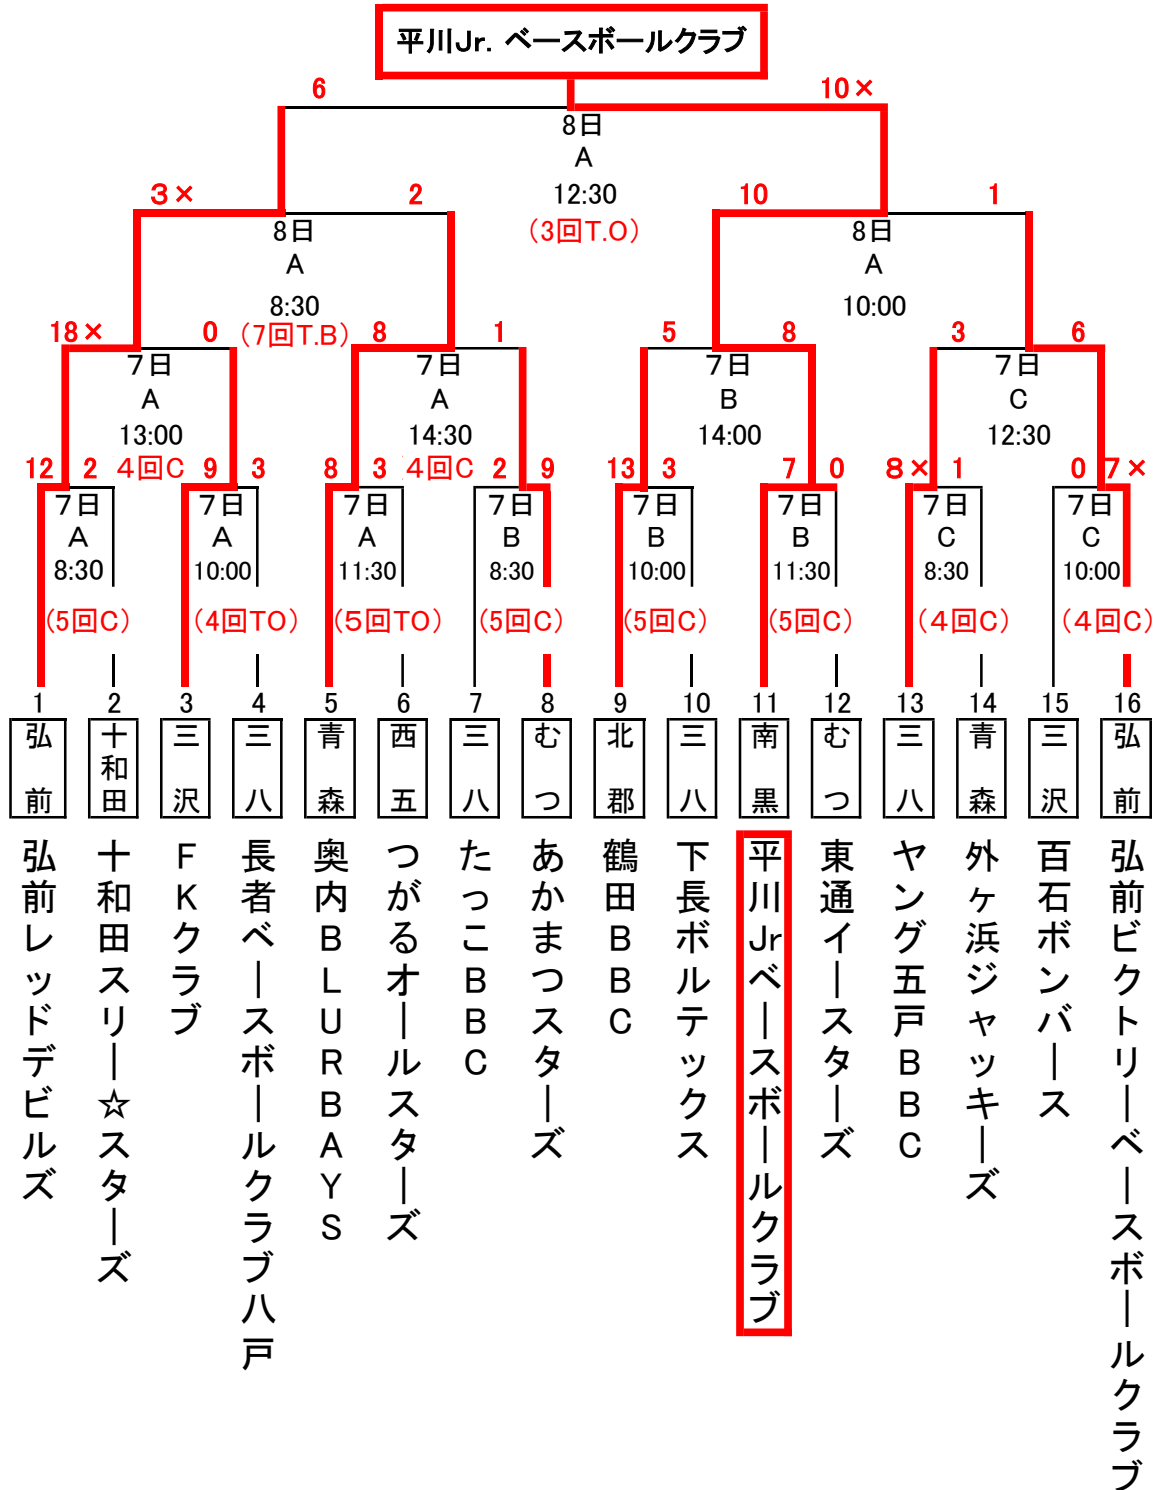 平川Jr. ベースボールクラブ
6 10×
8日
A
12:30
(3回T.O)
3× 2 10 1
8日 8日
A A
8:30 10:00
(7回T.B)
18× 0 8 1 5 8 3 6
7日 7日 7日 7日
A A B C
13:00 14:30 14:00 12:30
4回C 4回C
12 2 9 3 8 3 2 9 13 3 7 0 8× 1 0 7×
7日 7日 7日 7日 7日 7日 7日 7日
A A A B B B C C
8:30 10:00 11:30 8:30 10:00 11:30 8:30 10:00
(5回C) (4回TO) (5回TO) (5回C) (5回C) (5回C) (4回C) (4回C)
1 2 3 4 5 6 7 8 9 10 11 12 13 14 15 16
弘前 十和田 三沢 三八 青森 西五 三八 むつ 北郡 三八 南黒 むつ 三八 青森 三沢 弘前
弘前レッドデビルズ
十和田スリー☆スターズ
FKクラブ
長者ベースボールクラブ八戸
奥内BLURBAYS
つがるオールスターズ
たっこBBC
あかまつスターズ
鶴田BBC
下長ボルテックス
平川Jrベースボールクラブ
東通イースターズ
ヤング五戸BBC
外ヶ浜ジャッキーズ
百石ボンバース
弘前ビクトリーベースボールクラブ